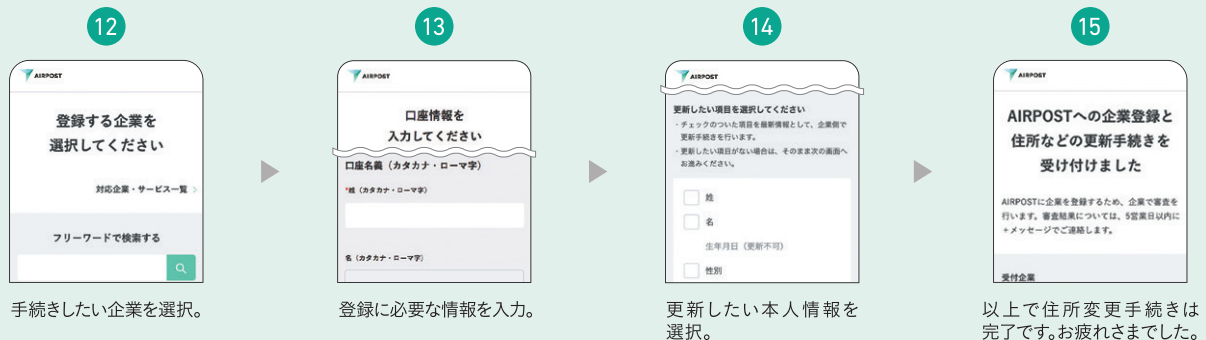 12
AIRPOST
登録する企業を
選択してください
対応企業・サービス一覧
フリーワードで検索する
手続きしたい企業を選択。
13
AIRPOST
口座情報を
入力してください
口座名義（カタカナ・ローマ字）
*姓（カタカナ・ローマ字）
名（カタカナ・ローマ字）
登録に必要な情報を入力。
14
AIRPOST
更新したい項目を選択してください
・チェックのついた項目を最新情報として、企業側で
更新手続きを行います。
・更新したい項目がない場合は、そのまま次の画面へ
お進みください。
姓
名
生年月日（更新不可）
性別
更新したい本人情報を
選択。
15
AIRPOST
AIRPOSTへの企業登録と
住所などの更新手続きを
受け付けました
AIRPOSTに企業を登録するため、企業で審査を
行います。審査結果については、5営業日以内に
+メッセージでご連絡します。
受付企業
以上で住所変更手続きは
完了です。お疲れさまでした。